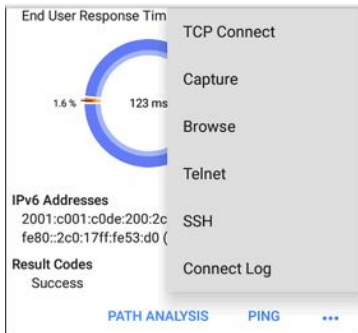 End User Response Tim
1.6 %
123 ms
IPv6 Addresses
2001:c001:c0de:200:2c
fe80::2c0:17ff:fe53:d0 (
Result Codes
Success
TCP Connect
Capture
Browse
Telnet
SSH
Connect Log
PATH ANALYSIS PING •••